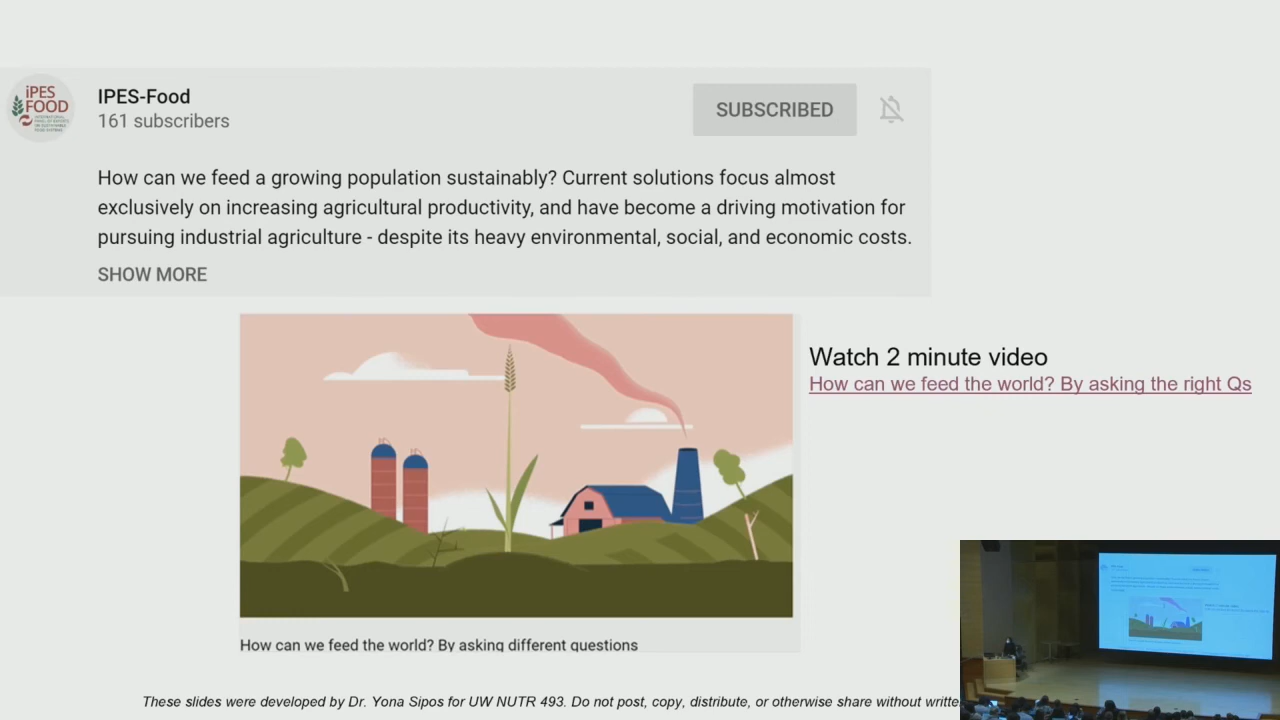 iPES
FOOD
IPES-Food
161 subscribers
SUBSCRIBED
How can we feed a growing population sustainably? Current solutions focus almost
exclusively on increasing agricultural productivity, and have become a driving motivation for
pursuing industrial agriculture - despite its heavy environmental, social, and economic costs.
SHOW MORE
Watch 2 minute video
How can we feed the world? By asking the right Qs
How can we feed the world? By asking different questions
These slides were developed by Dr. Yona Sipos for UW NUTR 493. Do not post, copy, distribute, or otherwise share without